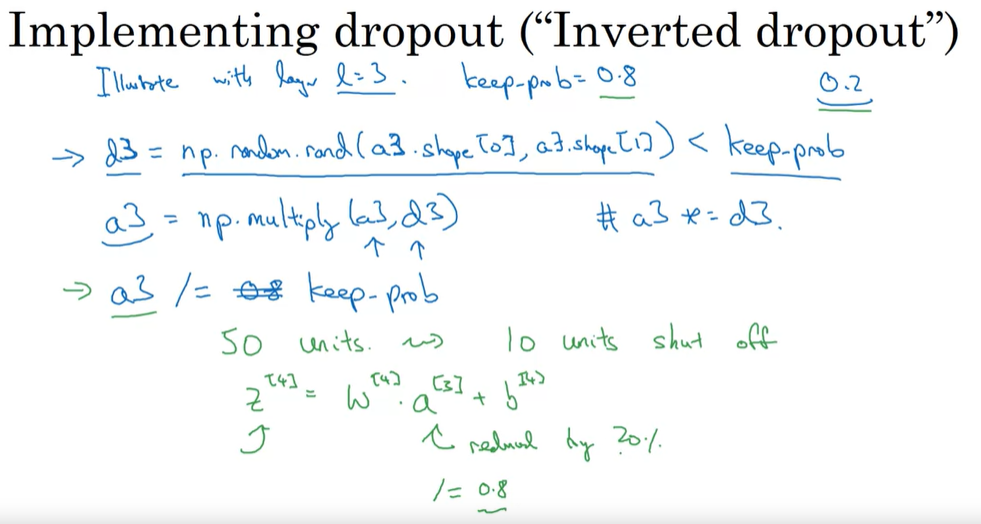 Implementing dropout (“Inverted dropout”)
Illustrate with layer l=3. keep-prob= 0.8 0.2
→ d3 = np.random.rand(a3.shape[0], a3.shape[1]) < keep-prob
a3 = np.multiply(a3, d3) # a3 *= d3.
→ a3 /= 0.8 keep-prob
50 units. ⇝ 10 units shut off
z^[4] = W^[4] · a^[3] + b^[4]
reduced by 20%.
/= 0.8